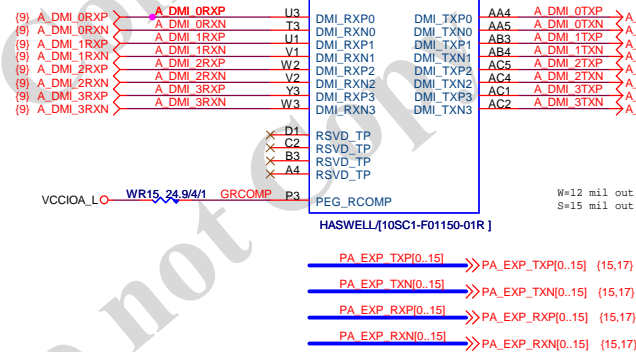 {9} A_DMI_0RXP A_DMI_0RXP U3 DMI_RXP0 DMI_TXP0 AA4 A_DMI_0TXP
{9} A_DMI_0RXN A_DMI_0RXN T3 DMI_RXN0 DMI_TXN0 AA5 A_DMI_0TXN
{9} A_DMI_1RXP A_DMI_1RXP U1 DMI_RXP1 DMI_TXP1 AB3 A_DMI_1TXP
{9} A_DMI_1RXN A_DMI_1RXN V1 DMI_RXN1 DMI_TXN1 AB4 A_DMI_1TXN
{9} A_DMI_2RXP A_DMI_2RXP W2 DMI_RXP2 DMI_TXP2 AC5 A_DMI_2TXP
{9} A_DMI_2RXN A_DMI_2RXN V2 DMI_RXN2 DMI_TXN2 AC4 A_DMI_2TXN
{9} A_DMI_3RXP A_DMI_3RXP Y3 DMI_RXP3 DMI_TXP3 AC1 A_DMI_3TXP
{9} A_DMI_3RXN W3 DMI_RXN3 DMI_TXN3 AC2 A_DMI_3TXN
D1 RSVD_TP
C2 RSVD_TP
B3 RSVD_TP
A4 RSVD_TP
VCCIOA_L WR15 24.9/4/1 GRCOMP P3 PEG_RCOMP
W=12 mil out
S=15 mil out
HASWELL/[10SC1-F01150-01R ]
PA_EXP_TXP[0..15] PA_EXP_TXP[0..15] {15,17}
PA_EXP_TXN[0..15] PA_EXP_TXN[0..15] {15,17}
PA_EXP_RXP[0..15] PA_EXP_RXP[0..15] {15,17}
PA_EXP_RXN[0..15] PA_EXP_RXN[0..15] {15,17}
not Copy